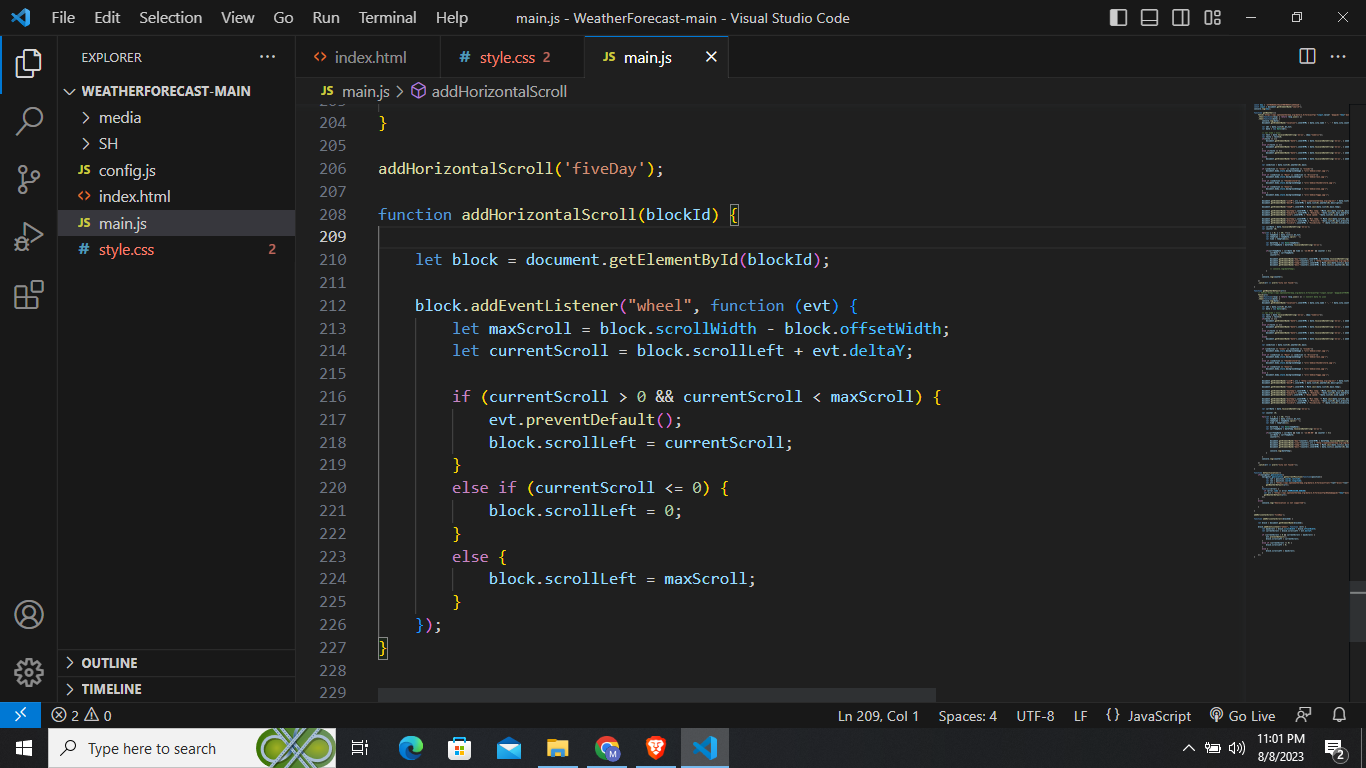 File Edit Selection View Go Run Terminal Help main.js - WeatherForecast-main - Visual Studio Code
EXPLORER
WEATHERFORECAST-MAIN
media
SH
JS config.js
<> index.html
JS main.js
# style.css 2
OUTLINE
TIMELINE
<> index.html # style.css 2 JS main.js
JS main.js > addHorizontalScroll
203
204 }
205
206 addHorizontalScroll('fiveDay');
207
208 function addHorizontalScroll(blockId) {
209
210 let block = document.getElementById(blockId);
211
212 block.addEventListener("wheel", function (evt) {
213 let maxScroll = block.scrollWidth - block.offsetWidth;
214 let currentScroll = block.scrollLeft + evt.deltaY;
215
216 if (currentScroll > 0 && currentScroll < maxScroll) {
217 evt.preventDefault();
218 block.scrollLeft = currentScroll;
219 }
220 else if (currentScroll <= 0) {
221 block.scrollLeft = 0;
222 }
223 else {
224 block.scrollLeft = maxScroll;
225 }
226 });
227 }
228
229
2 0 Ln 209, Col 1 Spaces: 4 UTF-8 LF {} JavaScript Go Live
Type here to search
M
11:01 PM
8/8/2023
2